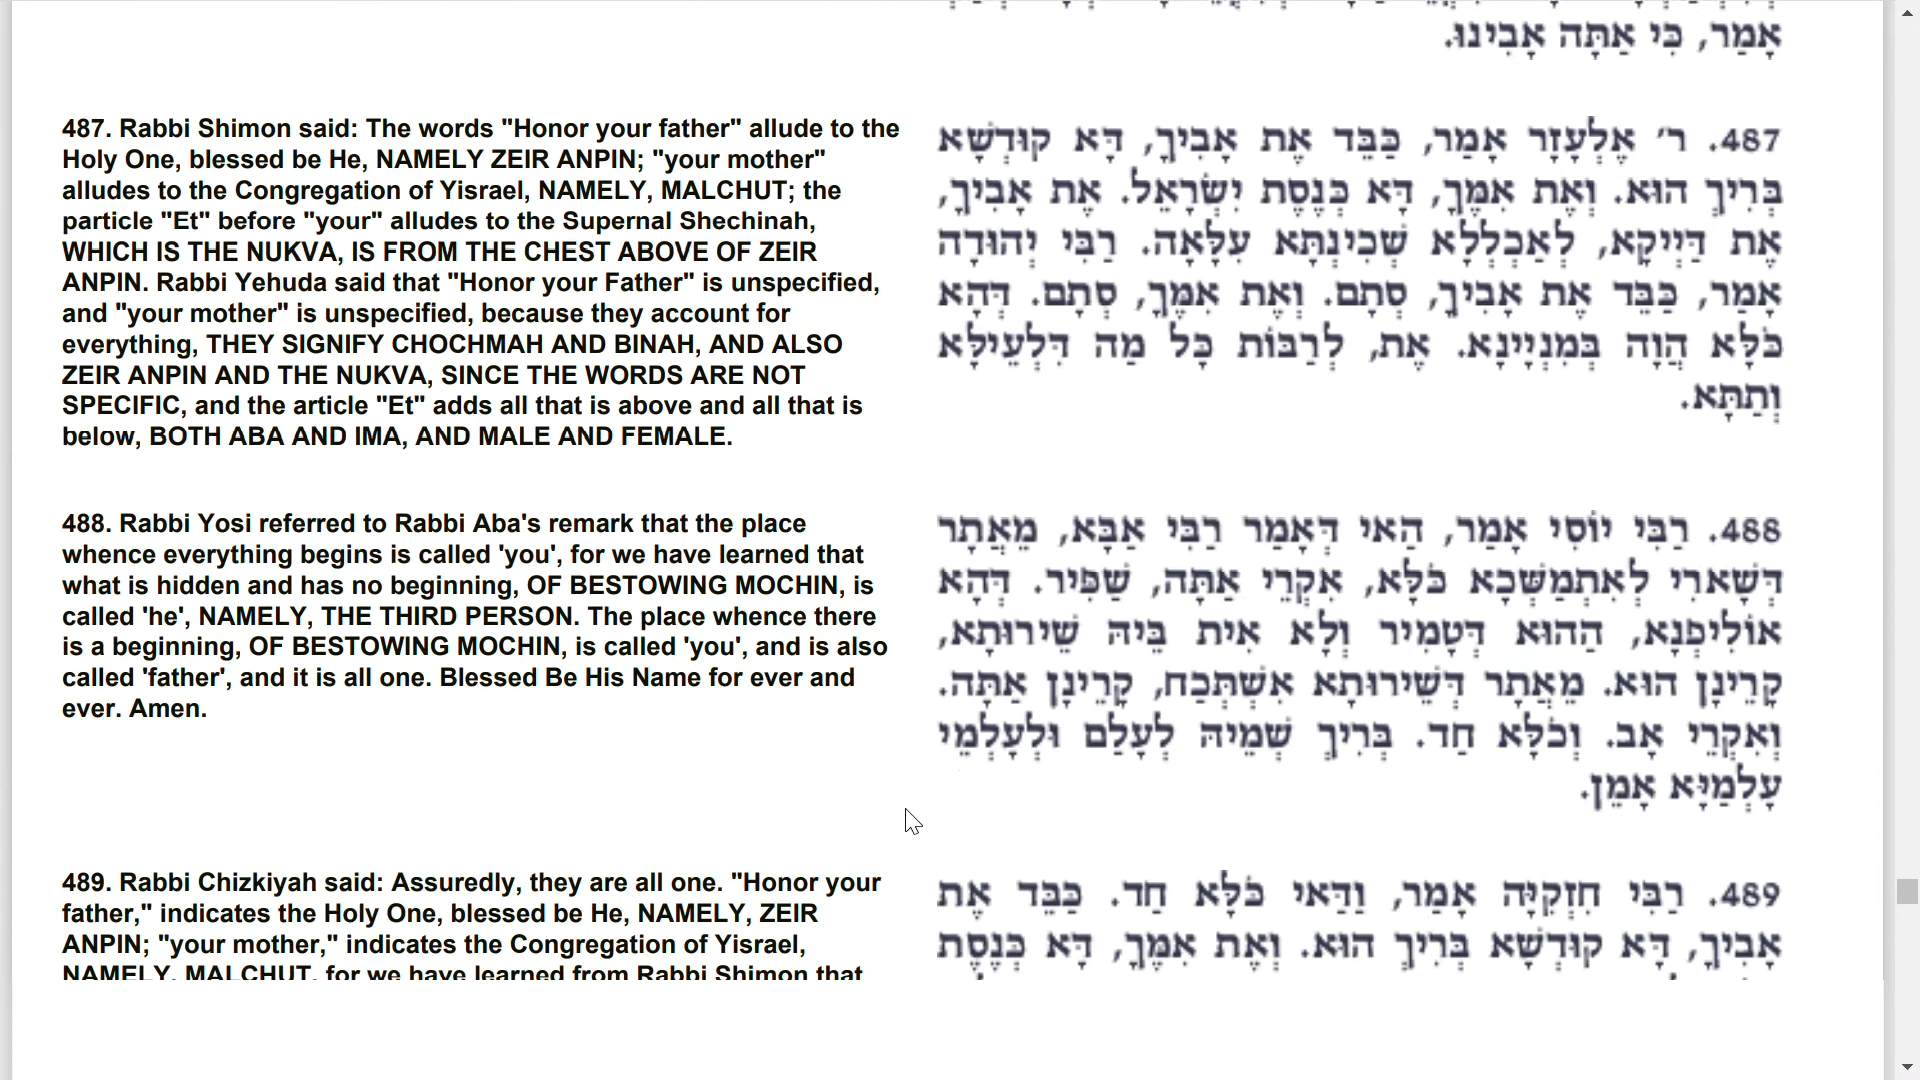 אָמַר, כִּי אַתָּה אָבִינוּ.
487. Rabbi Shimon said: The words "Honor your father" allude to the
Holy One, blessed be He, NAMELY ZEIR ANPIN; "your mother"
alludes to the Congregation of Yisrael, NAMELY, MALCHUT; the
particle "Et" before "your" alludes to the Supernal Shechinah,
WHICH IS THE NUKVA, IS FROM THE CHEST ABOVE OF ZEIR
ANPIN. Rabbi Yehuda said that "Honor your Father" is unspecified,
and "your mother" is unspecified, because they account for
everything, THEY SIGNIFY CHOCHMAH AND BINAH, AND ALSO
ZEIR ANPIN AND THE NUKVA, SINCE THE WORDS ARE NOT
SPECIFIC, and the article "Et" adds all that is above and all that is
below, BOTH ABA AND IMA, AND MALE AND FEMALE.
487. ר' אֶלְעָזָר אָמַר, כַּבֵּד אֶת אָבִיךָ, דָּא קוּדְשָׁא
בְּרִיךְ הוּא. וְאֶת אִמֶּךָ, דָּא כְּנֶסֶת יִשְׂרָאֵל. אֶת אָבִיךָ,
אֶת דַּיְיקָא, לְאַכְלְלָא שְׁכִינְתָּא עִלָּאָה. רַבִּי יְהוּדָה
אָמַר, כַּבֵּד אֶת אָבִיךָ, סְתָם. וְאֶת אִמֶּךָ, סְתָם. דְּהָא
כֹּלָּא הֲוָה בְּמִנְיָינָא. אֶת, לְרַבּוֹת כָּל מַה דִּלְעֵילָּא
וְתַתָּא.
488. Rabbi Yosi referred to Rabbi Aba's remark that the place
whence everything begins is called 'you', for we have learned that
what is hidden and has no beginning, OF BESTOWING MOCHIN, is
called 'he', NAMELY, THE THIRD PERSON. The place whence there
is a beginning, OF BESTOWING MOCHIN, is called 'you', and is also
called 'father', and it is all one. Blessed Be His Name for ever and
ever. Amen.
488. רַבִּי יוֹסִי אָמַר, הַאי דְּאָמַר רַבִּי אַבָּא, מֵאֲתָר
דְּשָׁארִי לְאִתְמַשְּׁכָא כֹּלָּא, אִקְרֵי אַתָּה, שַׁפִּיר. דְּהָא
אוֹלִיפְנָא, הַהוּא דְּטָמִיר וְלָא אִית בֵּיהּ שֵׁירוּתָא,
קָרֵינָן הוּא. מֵאֲתָר דְּשֵׁירוּתָא אִשְׁתְּכַח, קָרֵינָן אַתָּה.
וְאִקְרֵי אָב. וְכֹלָּא חַד. בְּרִיךְ שְׁמֵיהּ לְעָלַם וּלְעָלְמֵי
עָלְמַיָּא אָמֵן.
489. Rabbi Chizkiyah said: Assuredly, they are all one. "Honor your
father," indicates the Holy One, blessed be He, NAMELY, ZEIR
ANPIN; "your mother," indicates the Congregation of Yisrael,
NAMELY, MALCHUT, for we have learned from Rabbi Shimon that
489. רַבִּי חִזְקִיָּה אָמַר, וַדַּאי כֹּלָּא חַד. כַּבֵּד אֶת
אָבִיךָ, דָּא קוּדְשָׁא בְּרִיךְ הוּא. וְאֶת אִמֶּךָ, דָּא כְּנֶסֶת